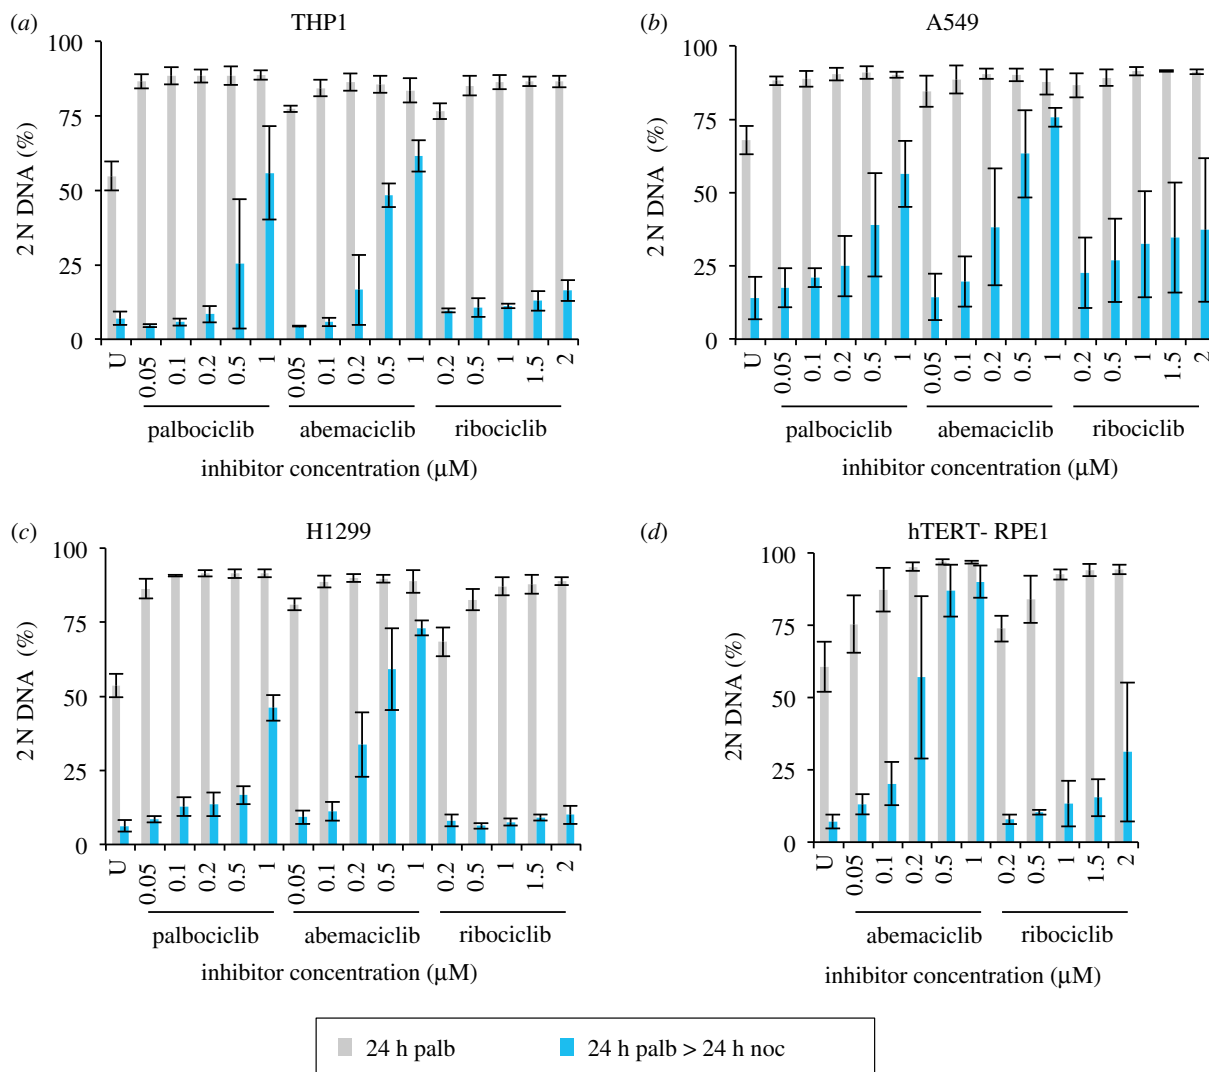 (a) THP1
100
75
50
25
0
2 N DNA (%)
U 0.05 0.1 0.2 0.5 1 0.05 0.1 0.2 0.5 1 0.2 0.5 1 1.5 2
palbociclib abemaciclib ribociclib
inhibitor concentration (μM)
(b) A549
100
75
50
25
0
2 N DNA (%)
U 0.05 0.1 0.2 0.5 1 0.05 0.1 0.2 0.5 1 0.2 0.5 1 1.5 2
palbociclib abemaciclib ribociclib
inhibitor concentration (μM)
(c) H1299
100
75
50
25
0
2 N DNA (%)
U 0.05 0.1 0.2 0.5 1 0.05 0.1 0.2 0.5 1 0.2 0.5 1 1.5 2
palbociclib abemaciclib ribociclib
inhibitor concentration (μM)
(d) hTERT- RPE1
100
75
50
25
0
2N DNA (%)
U 0.05 0.1 0.2 0.5 1 0.2 0.5 1 1.5 2
abemaciclib ribociclib
inhibitor concentration (μM)
24 h palb 24 h palb > 24 h noc